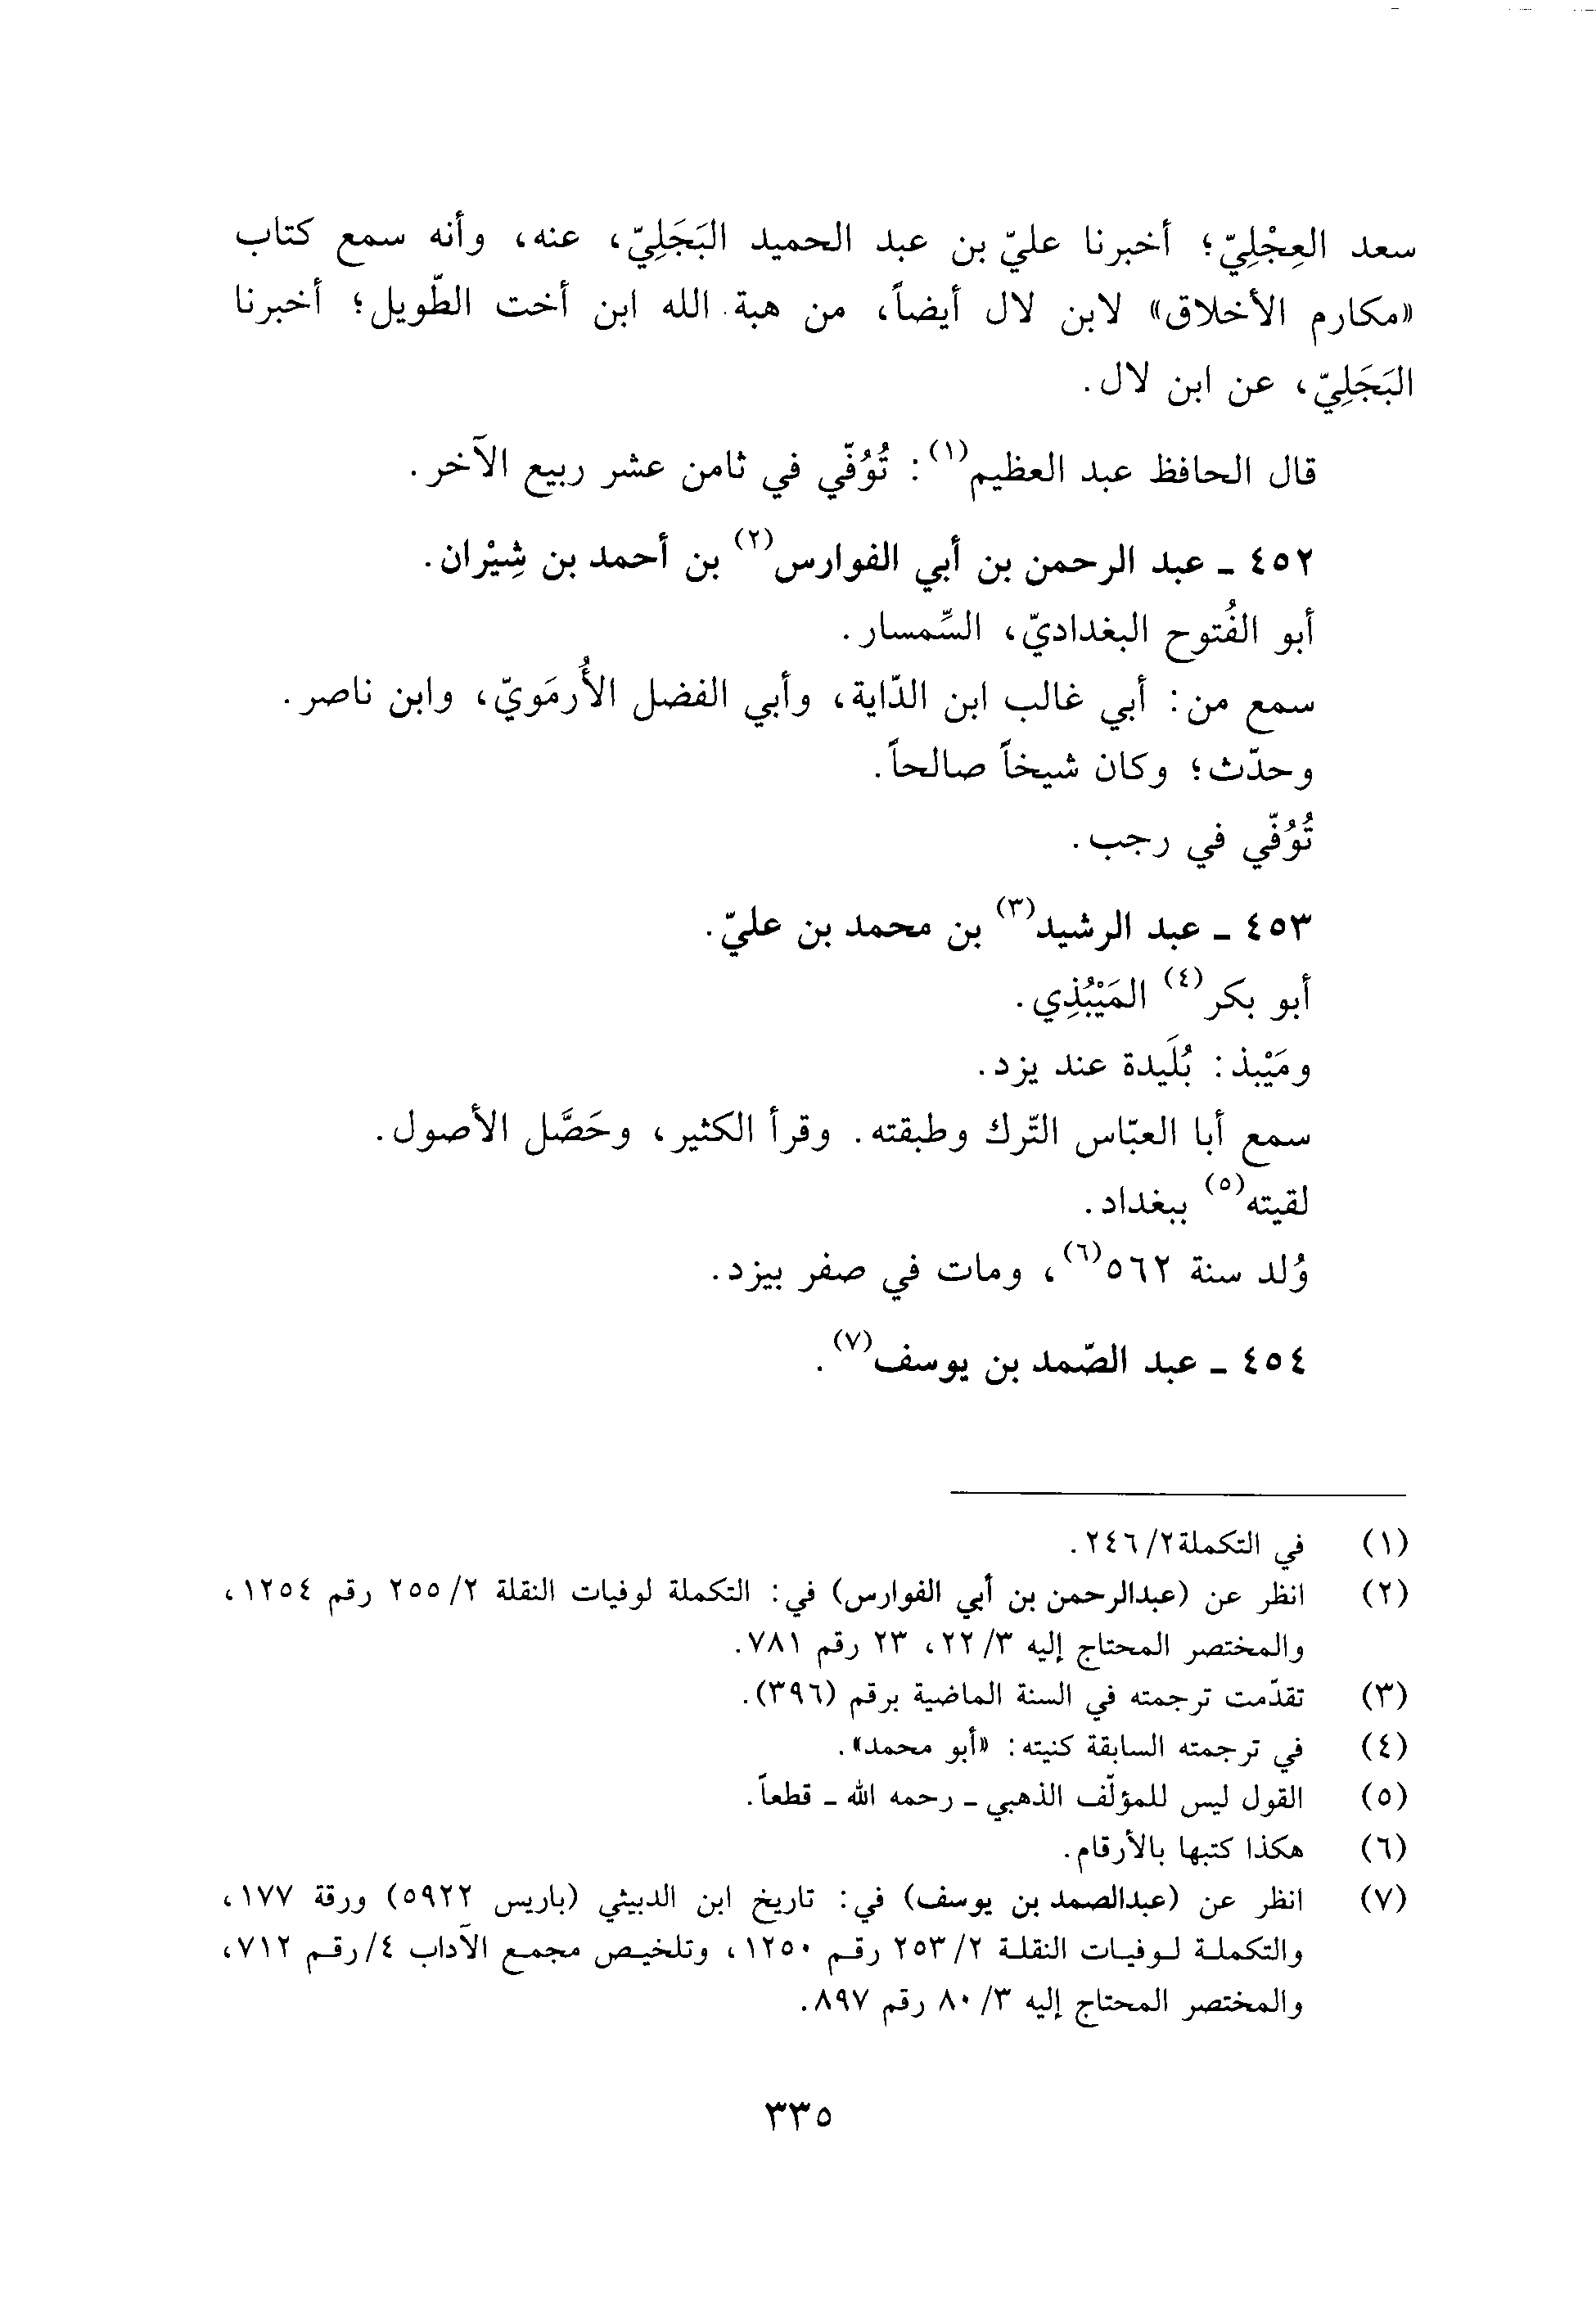 سعد العِجْلِيّ؛ أخبرنا عليّ بن عبد الحميد البَجَلِيّ، عنه، وأنه سمع كتاب
«مكارم الأخلاق» لابن لال أيضاً، من هبة الله ابن أخت الطّويل؛ أخبرنا
البَجَلِيّ، عن ابن لال.
قال الحافظ عبد العظيم(١): تُوُفّي في ثامن عشر ربيع الآخر.
٤٥٢ ـ عبد الرحمن بن أبي الفوارس(٢) بن أحمد بن شِيْران.
أبو الفُتوح البغداديّ، السِّمسار.
سمع من: أبي غالب ابن الدّاية، وأبي الفضل الأُرمَويّ، وابن ناصر.
وحدّث؛ وكان شيخاً صالحاً.
تُوُفّي في رجب.
٤٥٣ ـ عبد الرشيد(٣) بن محمد بن عليّ.
أبو بكر(٤) المَيْبُذِي.
ومَيْبذ: بُلَيدة عند يزد.
سمع أبا العبّاس التّرك وطبقته. وقرأ الكثير، وحَصَّل الأصول.
لقيته(٥) ببغداد.
وُلد سنة ٥٦٢(٦)، ومات في صفر بيزد.
٤٥٤ ـ عبد الصّمد بن يوسف(٧).
(١) في التكملة٢/ ٢٤٦.
(٢) انظر عن (عبدالرحمن بن أبي الفوارس) في: التكملة لوفيات النقلة ٢/ ٢٥٥ رقم ١٢٥٤،
والمختصر المحتاج إليه ٣/ ٢٢، ٢٣ رقم ٧٨١.
(٣) تقدّمت ترجمته في السنة الماضية برقم (٣٩٦).
(٤) في ترجمته السابقة كنيته: «أبو محمد».
(٥) القول ليس للمؤلّف الذهبي ـ رحمه الله ـ قطعاً.
(٦) هكذا كتبها بالأرقام.
(٧) انظر عن (عبدالصمد بن يوسف) في: تاريخ ابن الدبيثي (باريس ٥٩٢٢) ورقة ١٧٧،
والتكملـة لـوفيـات النقلـة ٢/ ٢٥٣ رقـم ١٢٥٠، وتلخيـص مجمـع الآداب ٤/ رقـم ٧١٢،
والمختصر المحتاج إليه ٣/ ٨٠ رقم ٨٩٧.
٣٣٥